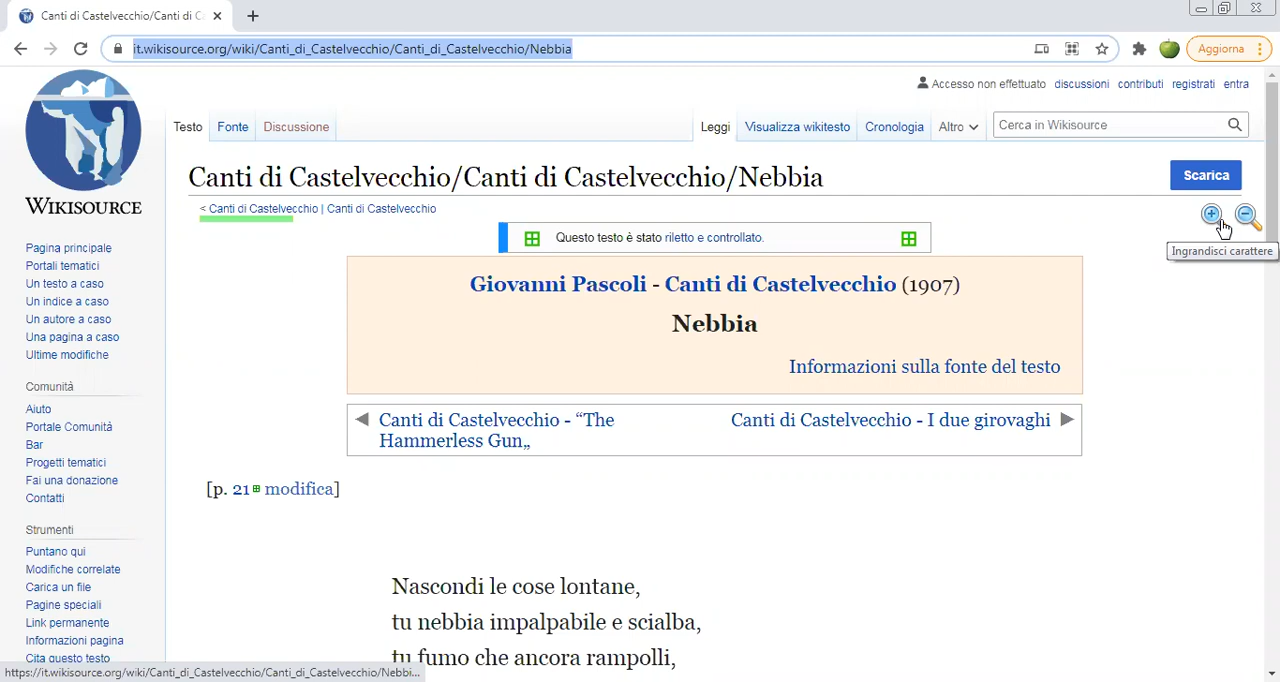 Canti di Castelvecchio/Canti di C
it.wikisource.org/wiki/Canti_di_Castelvecchio/Canti_di_Castelvecchio/Nebbia
Aggiorna
Accesso non effettuato discussioni contributi registrati entra
Testo Fonte Discussione Leggi Visualizza wikitesto Cronologia Altro Cerca in Wikisource
WIKISOURCE
Canti di Castelvecchio/Canti di Castelvecchio/Nebbia
Scarica
< Canti di Castelvecchio | Canti di Castelvecchio
Questo testo è stato riletto e controllato.
Ingrandisci carattere
Pagina principale
Portali tematici
Un testo a caso
Un indice a caso
Un autore a caso
Una pagina a caso
Ultime modifiche
Comunità
Aiuto
Portale Comunità
Bar
Progetti tematici
Fai una donazione
Contatti
Strumenti
Puntano qui
Modifiche correlate
Carica un file
Pagine speciali
Link permanente
Informazioni pagina
Cita questo testo
Giovanni Pascoli - Canti di Castelvecchio (1907)
Nebbia
Informazioni sulla fonte del testo
Canti di Castelvecchio - “The
Hammerless Gun„
Canti di Castelvecchio - I due girovaghi
[p. 21 modifica]
Nascondi le cose lontane,
tu nebbia impalpabile e scialba,
tu fumo che ancora rampolli,
https://it.wikisource.org/wiki/Canti_di_Castelvecchio/Canti_di_Castelvecchio/Nebbi...